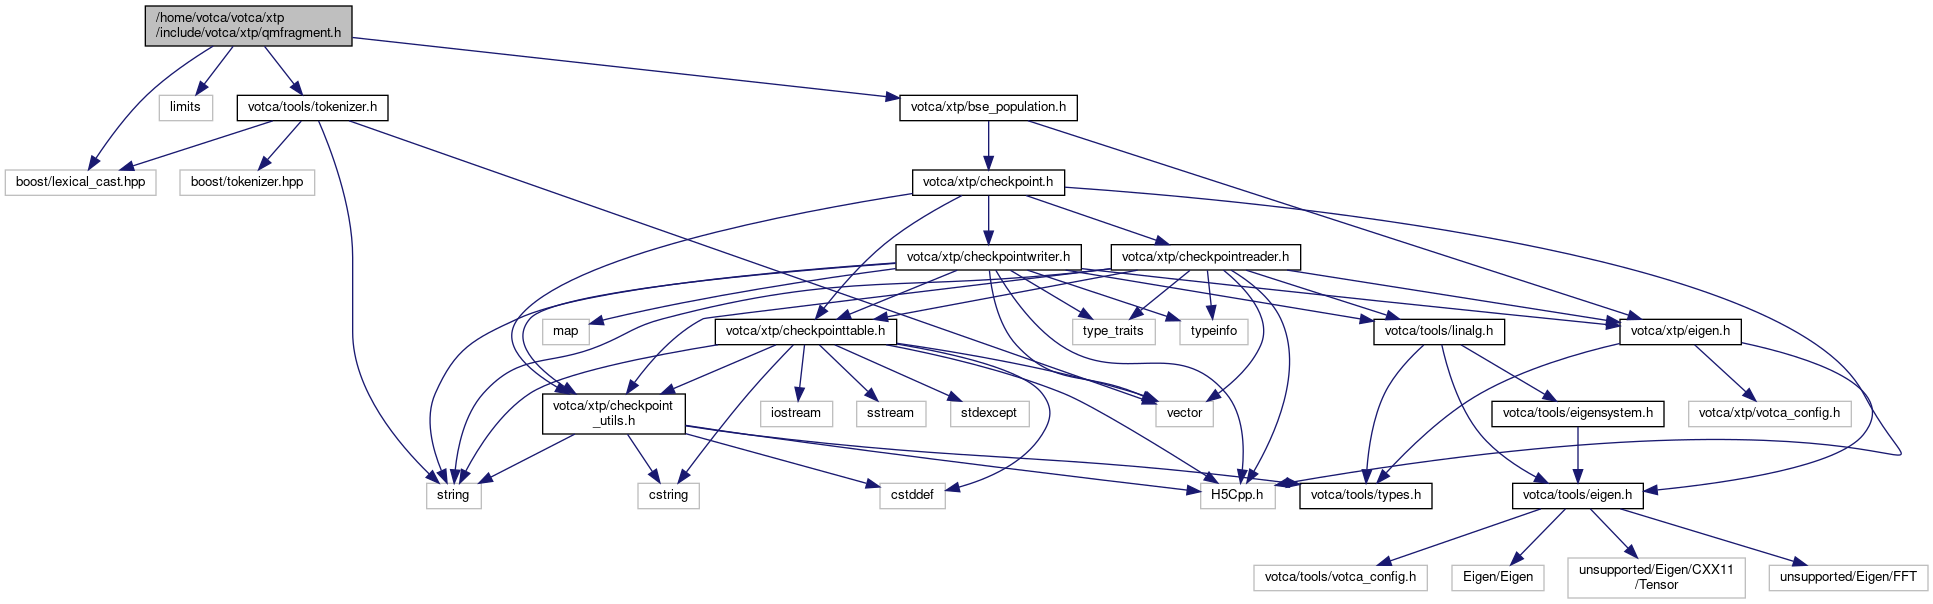 /home/votca/votca/xtp
/include/votca/xtp/qmfragment.h
limits
votca/tools/tokenizer.h
votca/xtp/bse_population.h
boost/lexical_cast.hpp
boost/tokenizer.hpp
votca/xtp/checkpoint.h
votca/xtp/checkpointwriter.h
votca/xtp/checkpointreader.h
map
votca/xtp/checkpointtable.h
type_traits
typeinfo
votca/tools/linalg.h
votca/xtp/eigen.h
votca/xtp/checkpoint
_utils.h
iostream
sstream
stdexcept
vector
votca/tools/eigensystem.h
votca/xtp/votca_config.h
string
cstring
cstddef
H5Cpp.h
votca/tools/types.h
votca/tools/eigen.h
votca/tools/votca_config.h
Eigen/Eigen
unsupported/Eigen/CXX11
/Tensor
unsupported/Eigen/FFT